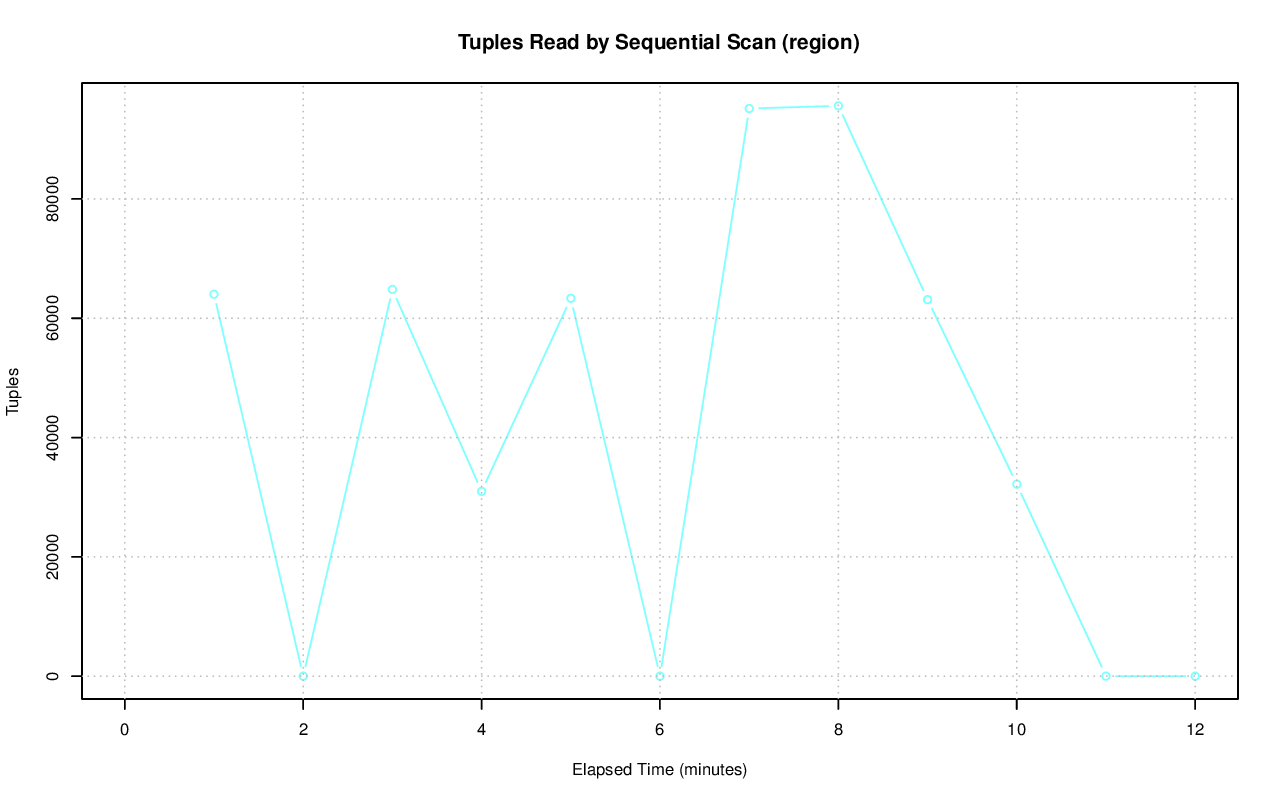 Tuples Read by Sequential Scan (region)
80000
60000
40000
20000
0
Tuples
0 2 4 6 8 10 12
Elapsed Time (minutes)